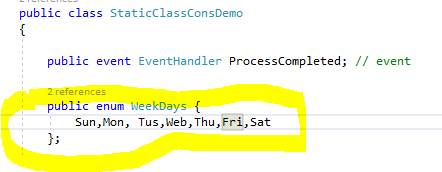 2 references
public class StaticClassConsDemo
{
public event EventHandler ProcessCompleted; // event
2 references
public enum WeekDays {
Sun,Mon, Tus,Web,Thu,Fri,Sat
};